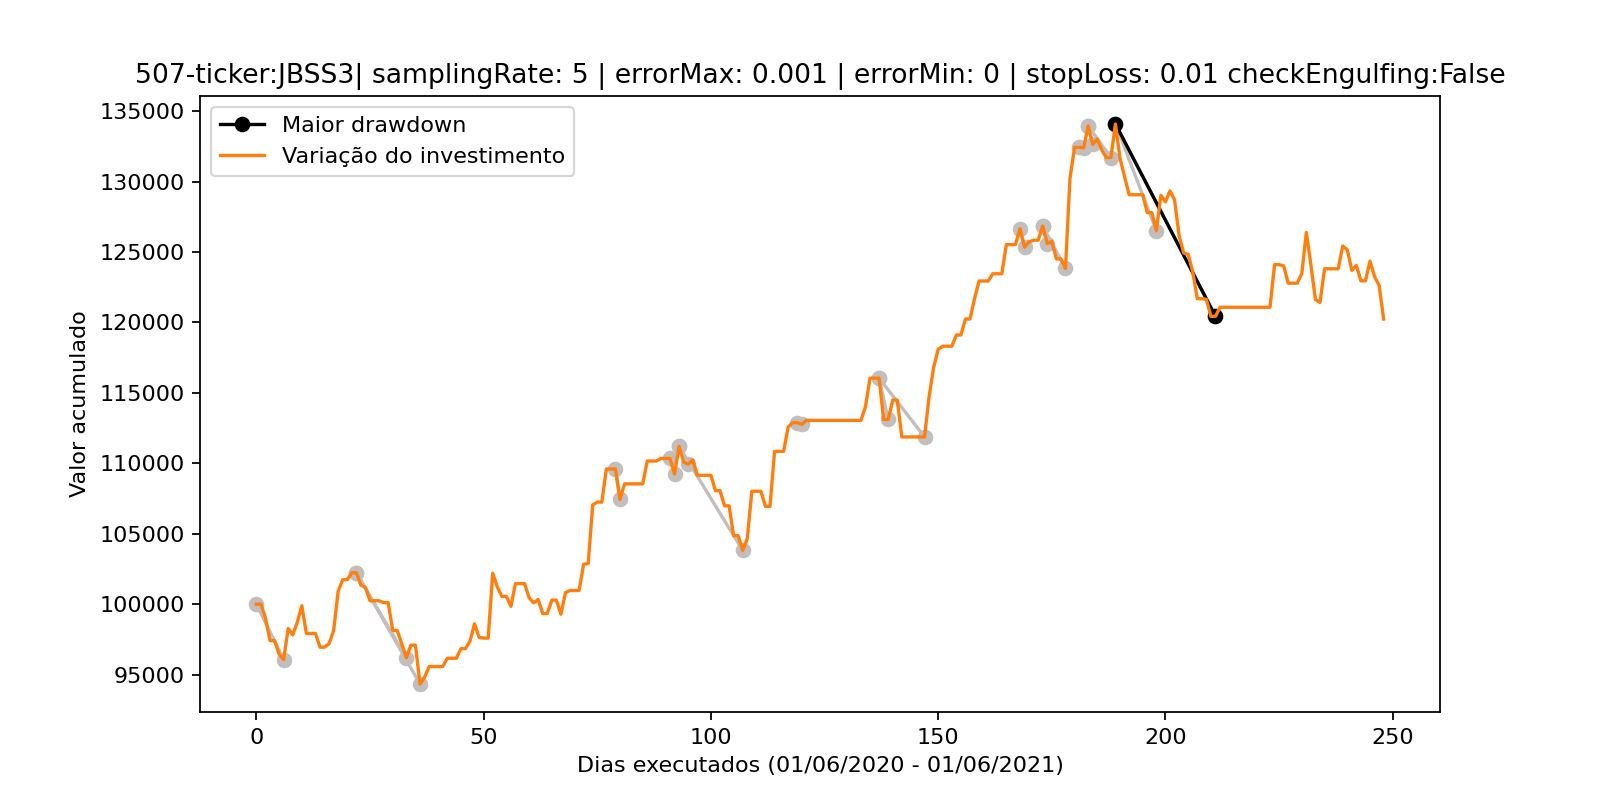 507-ticker:JBSS3| samplingRate: 5 | errorMax: 0.001 | errorMin: 0 | stopLoss: 0.01 checkEngulfing:False
Maior drawdown
Variação do investimento
Valor acumulado
135000
130000
125000
120000
115000
110000
105000
100000
95000
0 50 100 150 200 250
Dias executados (01/06/2020 - 01/06/2021)